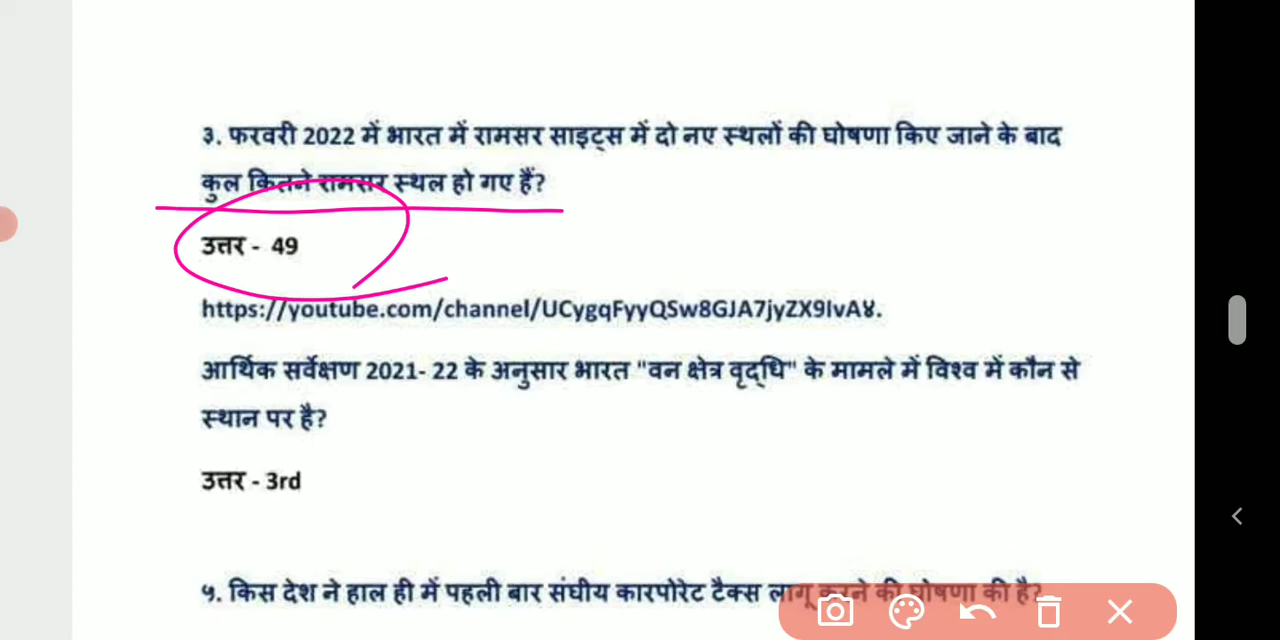 ३. फरवरी 2022 में भारत में रामसर साइट्स में दो नए स्थलों की घोषणा किए जाने के बाद
कुल कितने रामसर स्थल हो गए हैं?
उत्तर - 49
https://youtube.com/channel/UCygqFyyQSw8GJA7jyZX9IvA४.
आर्थिक सर्वेक्षण 2021- 22 के अनुसार भारत "वन क्षेत्र वृद्धि" के मामले में विश्व में कौन से
स्थान पर है?
उत्तर - 3rd
५. किस देश ने हाल ही में पहली बार संघीय कारपोरेट टैक्स लागू करने की घोषणा की है?